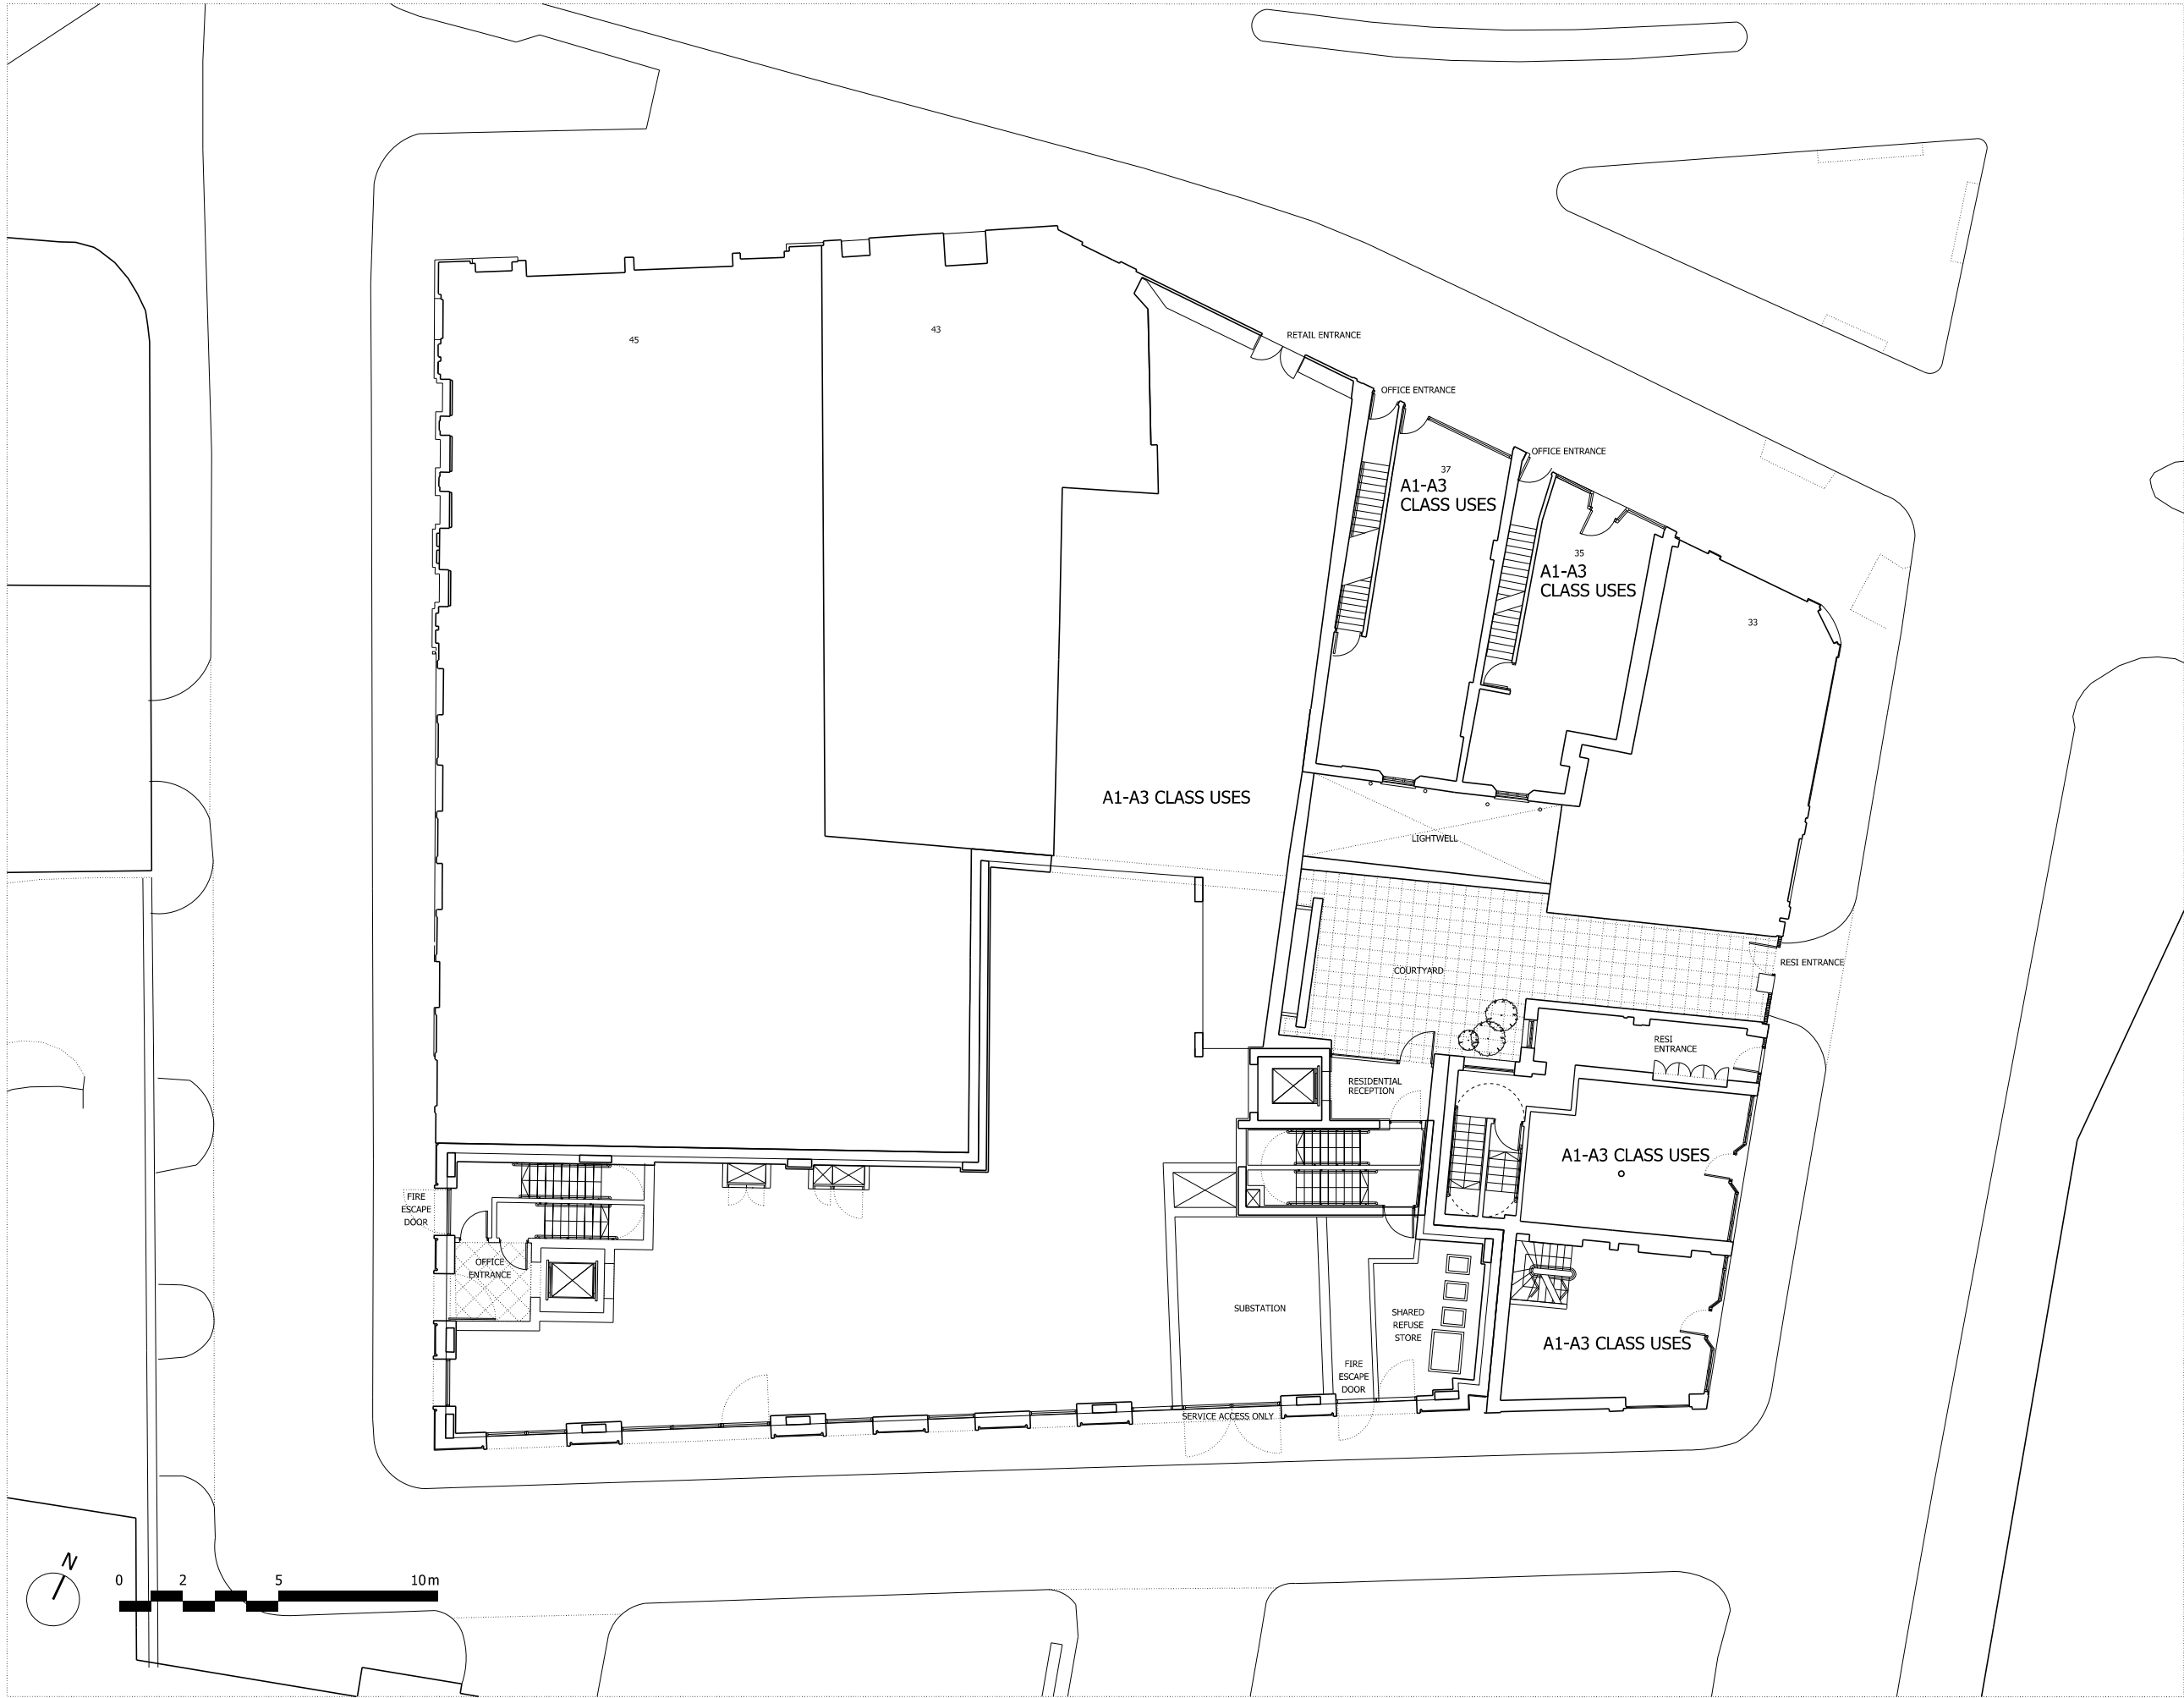 43
RETAIL ENTRANCE
45
OFFICE ENTRANCE
OFFICE ENTRANCE
37
A1-A3
CLASS USES
35
A1-A3
CLASS USES
33
A1-A3 CLASS USES
LIGHTWELL
COURTYARD
RESI ENTRANCE
RESI
ENTRANCE
RESIDENTIAL
RECEPTION
A1-A3 CLASS USES
FIRE
ESCAPE
DOOR
OFFICE
ENTRANCE
SUBSTATION
SHARED
REFUSE
STORE
A1-A3 CLASS USES
FIRE
ESCAPE
DOOR
SERVICE ACCESS ONLY
N
0 2 5 10m